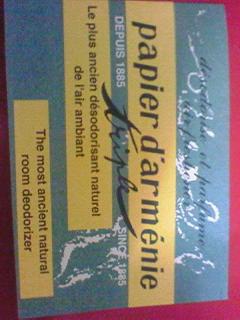 papier d'arménie
DEPUIS 1885
triple
SINCE 1885
Le plus ancien désodorisant naturel
de l'air ambiant
The most ancient natural
room deodorizer